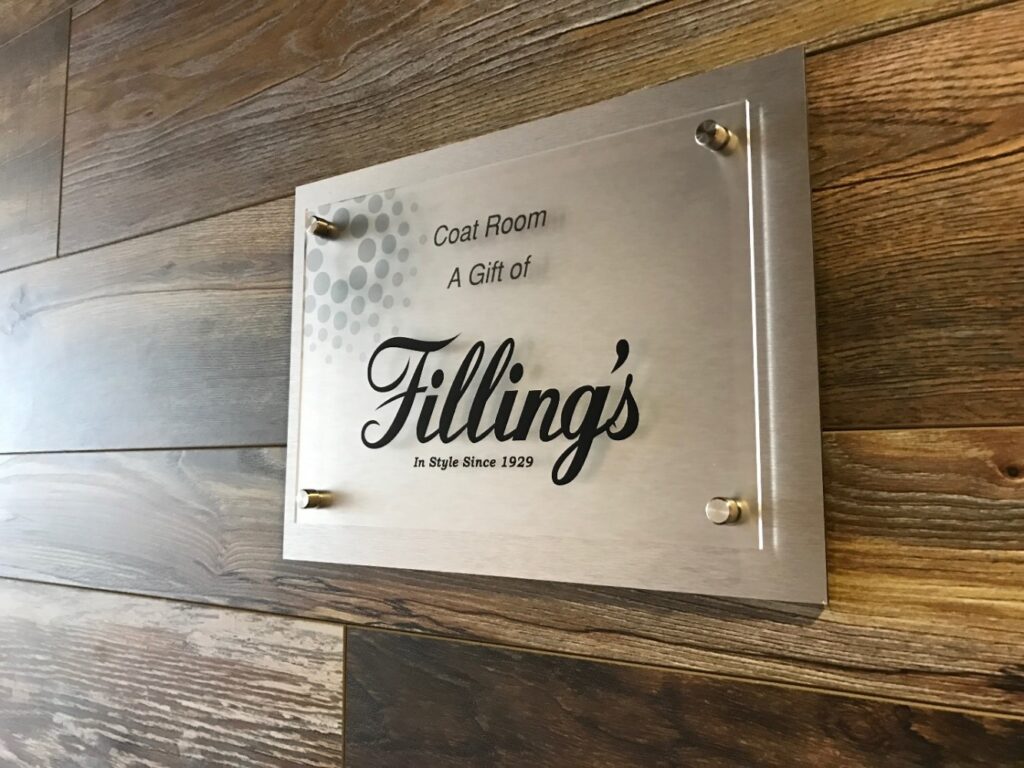 Coat Room
A Gift of
Filling's
In Style Since 1929